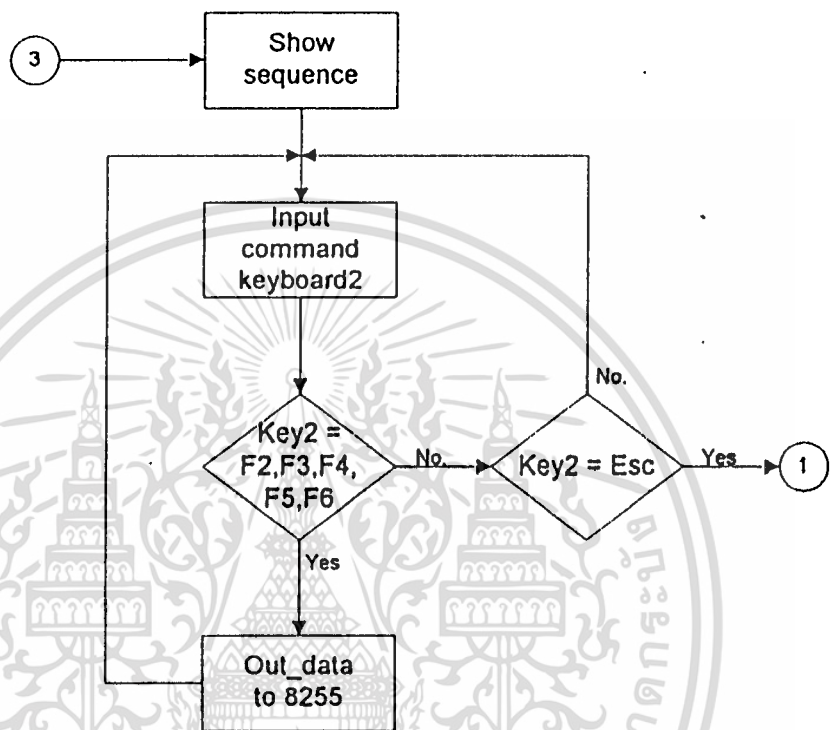 3
Show
sequence
Input
command
keyboard2
Key2 =
F2,F3,F4,
F5,F6
No.
Key2 = Esc
No.
Yes
1
Yes
Out_data
to 8255